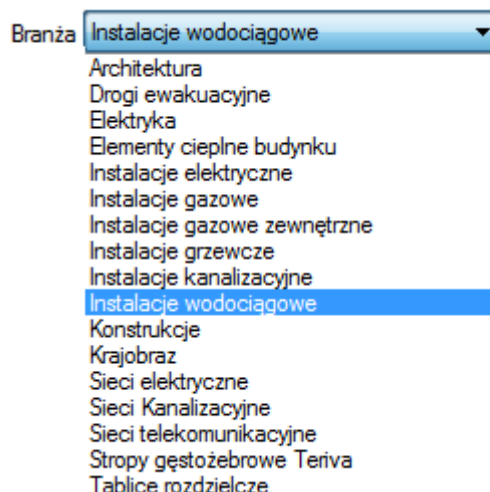 Branża Instalacje wodociągowe
Architektura
Drogi ewakuacyjne
Elektryka
Elementy cieplne budynku
Instalacje elektryczne
Instalacje gazowe
Instalacje gazowe zewnętrzne
Instalacje grzewcze
Instalacje kanalizacyjne
Instalacje wodociągowe
Konstrukcje
Krajobraz
Sieci elektryczne
Sieci Kanalizacyjne
Sieci telekomunikacyjne
Stropy gęstożebrowe Teriva
Tablice rozdzielcze